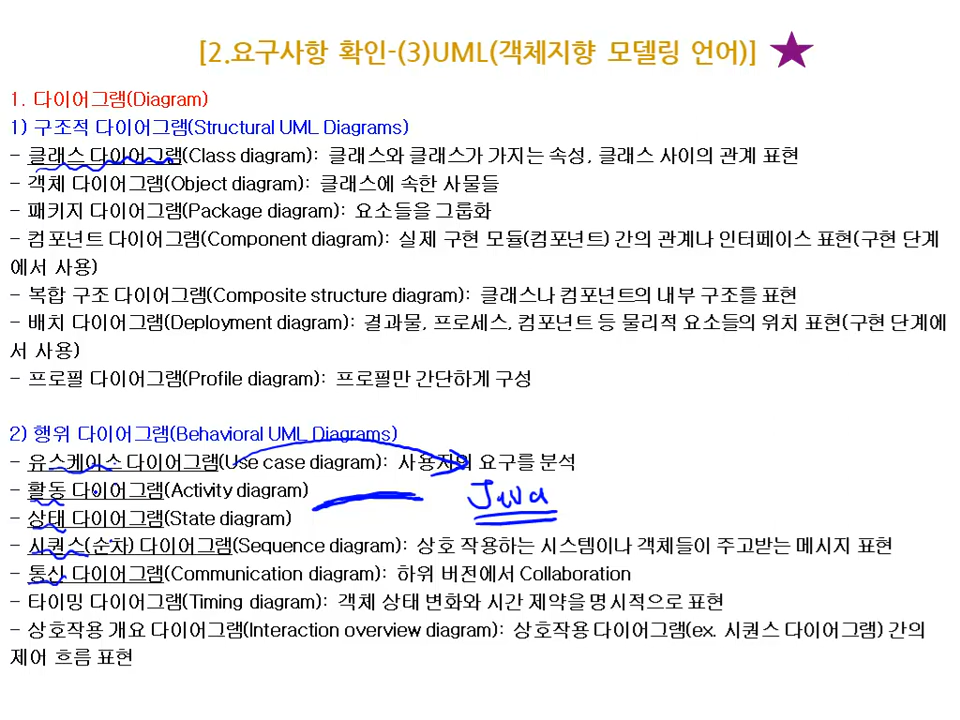 [2.요구사항 확인-(3)UML(객체지향 모델링 언어)]
1. 다이어그램(Diagram)
1) 구조적 다이어그램(Structural UML Diagrams)
- 클래스 다이어그램(Class diagram): 클래스와 클래스가 가지는 속성, 클래스 사이의 관계 표현
- 객체 다이어그램(Object diagram): 클래스에 속한 사물들
- 패키지 다이어그램(Package diagram): 요소들을 그룹화
- 컴포넌트 다이어그램(Component diagram): 실제 구현 모듈(컴포넌트) 간의 관계나 인터페이스 표현(구현 단계
에서 사용)
- 복합 구조 다이어그램(Composite structure diagram): 클래스나 컴포넌트의 내부 구조를 표현
- 배치 다이어그램(Deployment diagram): 결과물, 프로세스, 컴포넌트 등 물리적 요소들의 위치 표현(구현 단계에
서 사용)
- 프로필 다이어그램(Profile diagram): 프로필만 간단하게 구성
2) 행위 다이어그램(Behavioral UML Diagrams)
- 유스케이스 다이어그램(Use case diagram): 사용자의 요구를 분석
- 활동 다이어그램(Activity diagram)
Java
- 상태 다이어그램(State diagram)
- 시퀀스(순차) 다이어그램(Sequence diagram): 상호 작용하는 시스템이나 객체들이 주고받는 메시지 표현
- 통신 다이어그램(Communication diagram): 하위 버전에서 Collaboration
- 타이밍 다이어그램(Timing diagram): 객체 상태 변화와 시간 제약을 명시적으로 표현
- 상호작용 개요 다이어그램(Interaction overview diagram): 상호작용 다이어그램(ex. 시퀀스 다이어그램) 간의
제어 흐름 표현